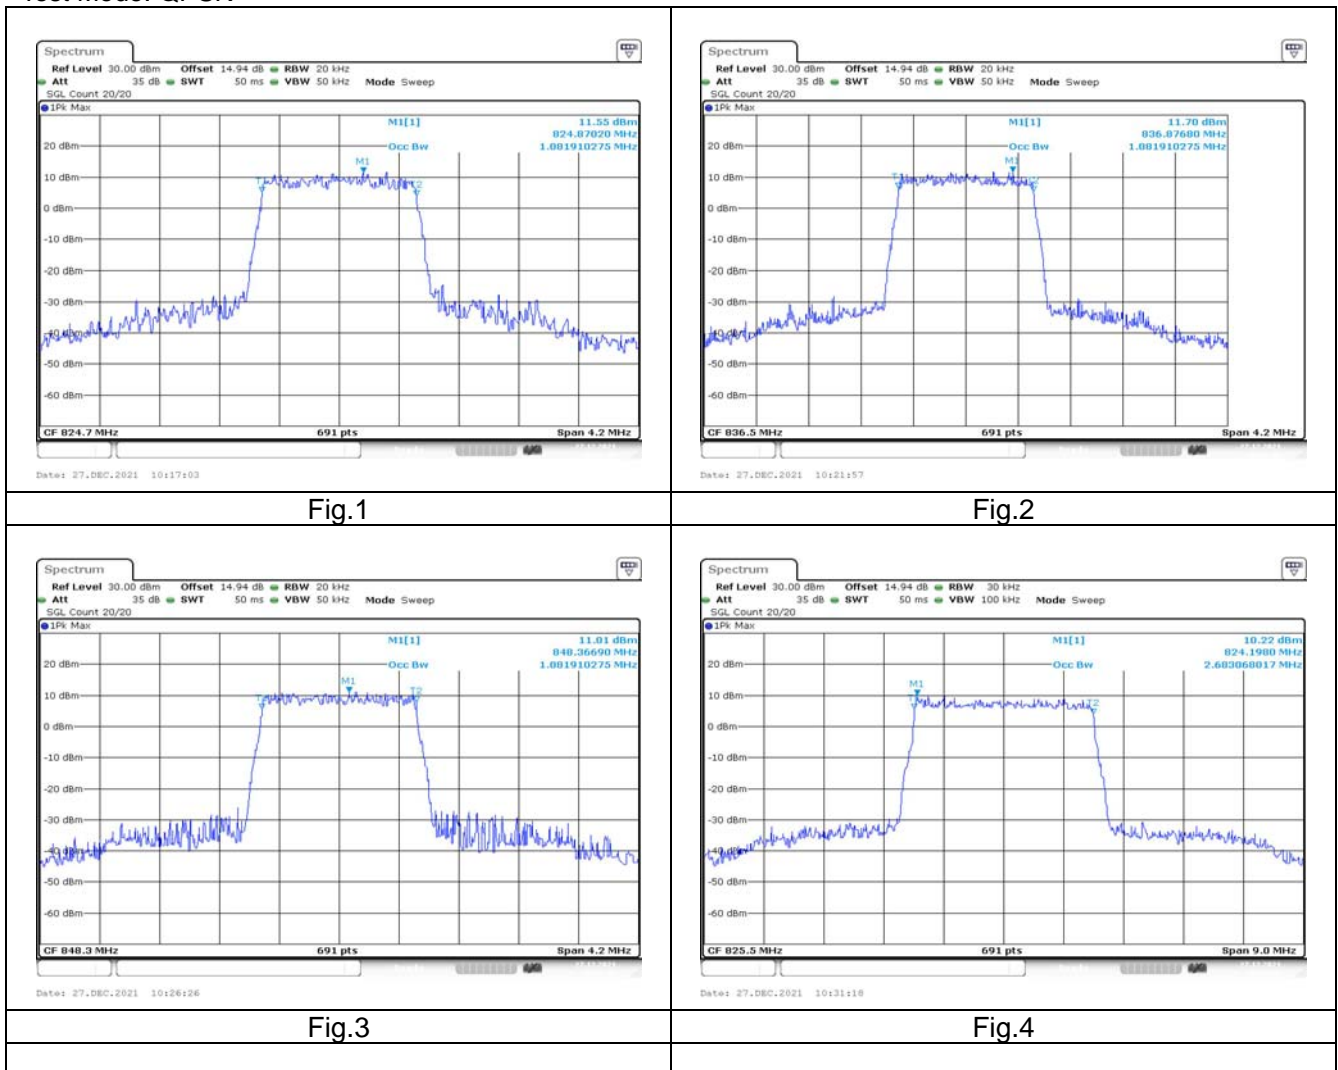 Spectrum
Ref Level 30.00 dBm Offset 14.94 dB RBW 20 kHz
Att 35 dB SWT 50 ms VBW 50 kHz Mode Sweep
SGL Count 20/20
1Pk Max
M1[1] 11.55 dBm
824.87020 MHz
20 dBm Occ Bw 1.081910275 MHz
M1
10 dBm T2
0 dBm
-10 dBm
-20 dBm
-30 dBm
-40 dBm
-50 dBm
-60 dBm
CF 824.7 MHz 691 pts Span 4.2 MHz
Date: 27.DEC.2021 10:17:03
Fig.1
Spectrum
Ref Level 30.00 dBm Offset 14.94 dB RBW 20 kHz
Att 35 dB SWT 50 ms VBW 50 kHz Mode Sweep
SGL Count 20/20
1Pk Max
M1[1] 11.70 dBm
836.87680 MHz
20 dBm Occ Bw 1.081910275 MHz
M1
10 dBm
0 dBm
-10 dBm
-20 dBm
-30 dBm
-40 dBm
-50 dBm
-60 dBm
CF 836.5 MHz 691 pts Span 4.2 MHz
Date: 27.DEC.2021 10:21:57
Fig.2
Spectrum
Ref Level 30.00 dBm Offset 14.94 dB RBW 20 kHz
Att 35 dB SWT 50 ms VBW 50 kHz Mode Sweep
SGL Count 20/20
1Pk Max
M1[1] 11.01 dBm
848.36690 MHz
20 dBm Occ Bw 1.081910275 MHz
M1
10 dBm T2
0 dBm
-10 dBm
-20 dBm
-30 dBm
-40 dBm
-50 dBm
-60 dBm
CF 848.3 MHz 691 pts Span 4.2 MHz
Date: 27.DEC.2021 10:26:26
Fig.3
Spectrum
Ref Level 30.00 dBm Offset 14.94 dB RBW 30 kHz
Att 35 dB SWT 50 ms VBW 100 kHz Mode Sweep
SGL Count 20/20
1Pk Max
M1[1] 10.22 dBm
824.1980 MHz
20 dBm Occ Bw 2.683068017 MHz
M1
10 dBm T2
0 dBm
-10 dBm
-20 dBm
-30 dBm
-40 dBm
-50 dBm
-60 dBm
CF 825.5 MHz 691 pts Span 9.0 MHz
Date: 27.DEC.2021 10:31:18
Fig.4